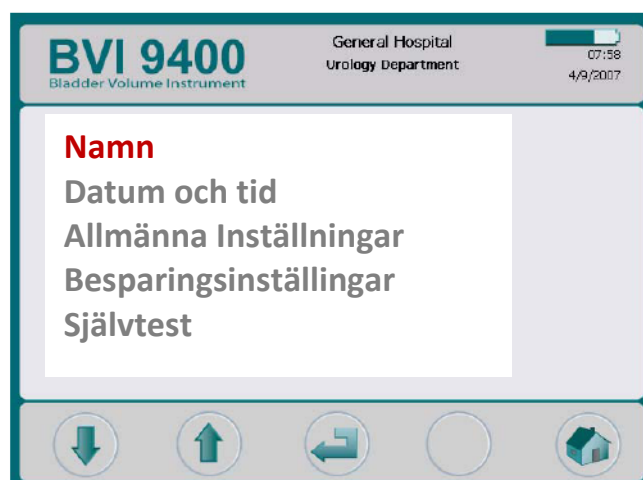 BVI 9400
Bladder Volume Instrument
General Hospital
Urology Department
07:58
4/9/2007
Namn
Datum och tid
Allmänna Inställningar
Besparingsinställingar
Självtest